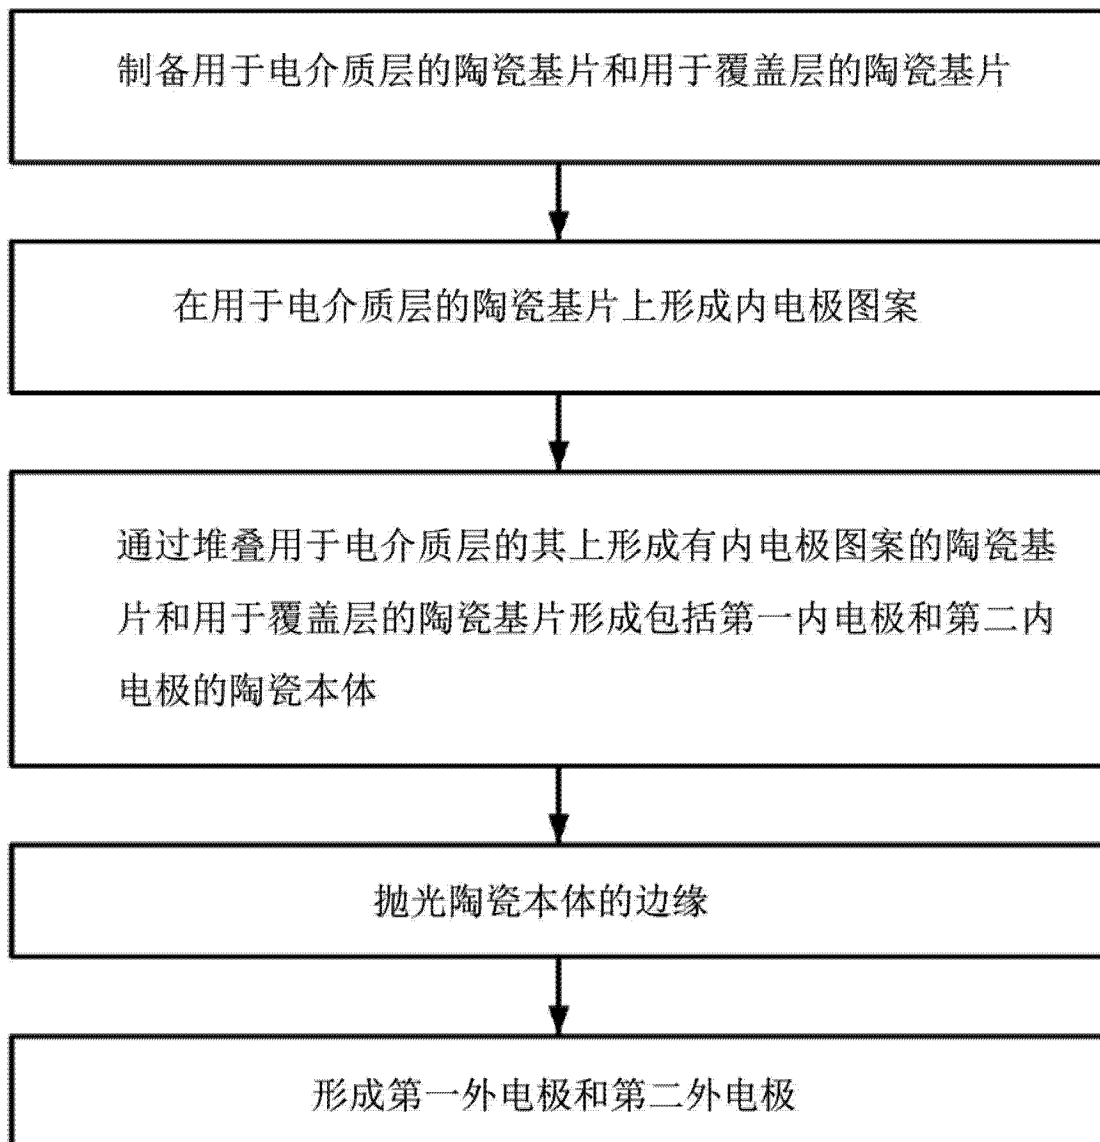 制备用于电介质层的陶瓷基片和用于覆盖层的陶瓷基片
在用于电介质层的陶瓷基片上形成内电极图案
通过堆叠用于电介质层的其上形成有内电极图案的陶瓷基
片和用于覆盖层的陶瓷基片形成包括第一内电极和第二内
电极的陶瓷本体
抛光陶瓷本体的边缘
形成第一外电极和第二外电极